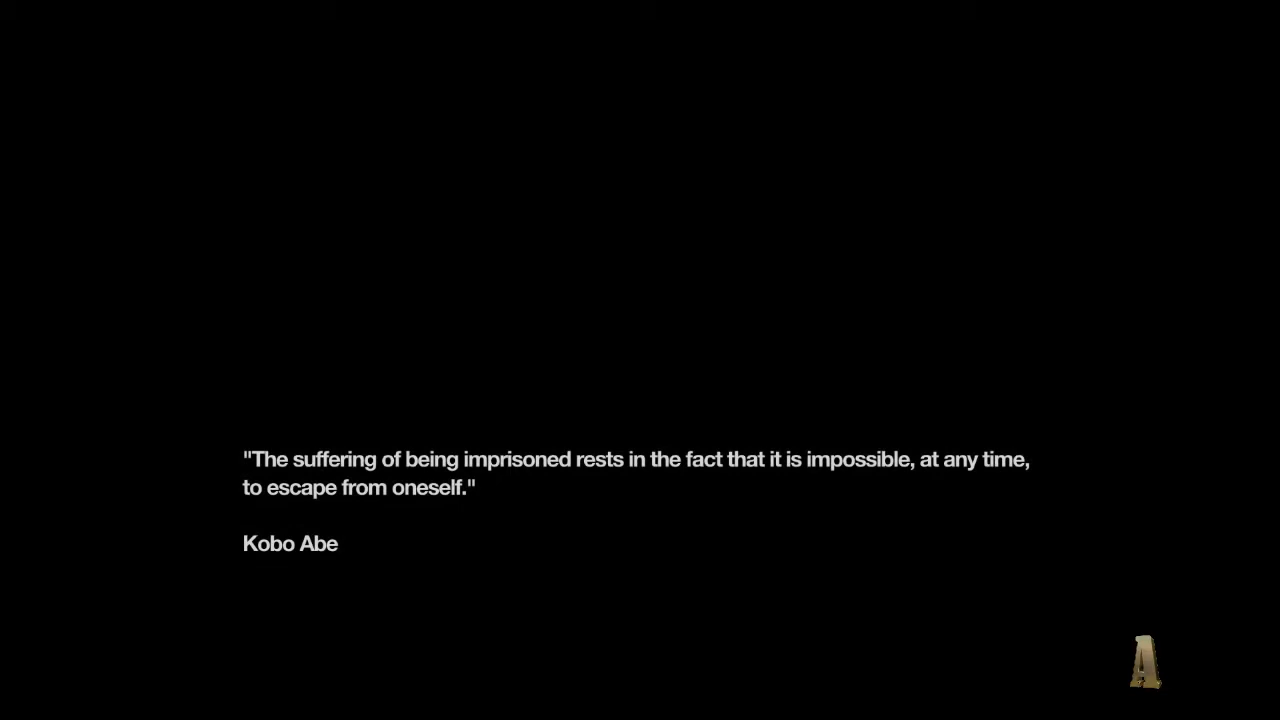 "The suffering of being imprisoned rests in the fact that it is impossible, at any time,
to escape from oneself."
Kobo Abe
A